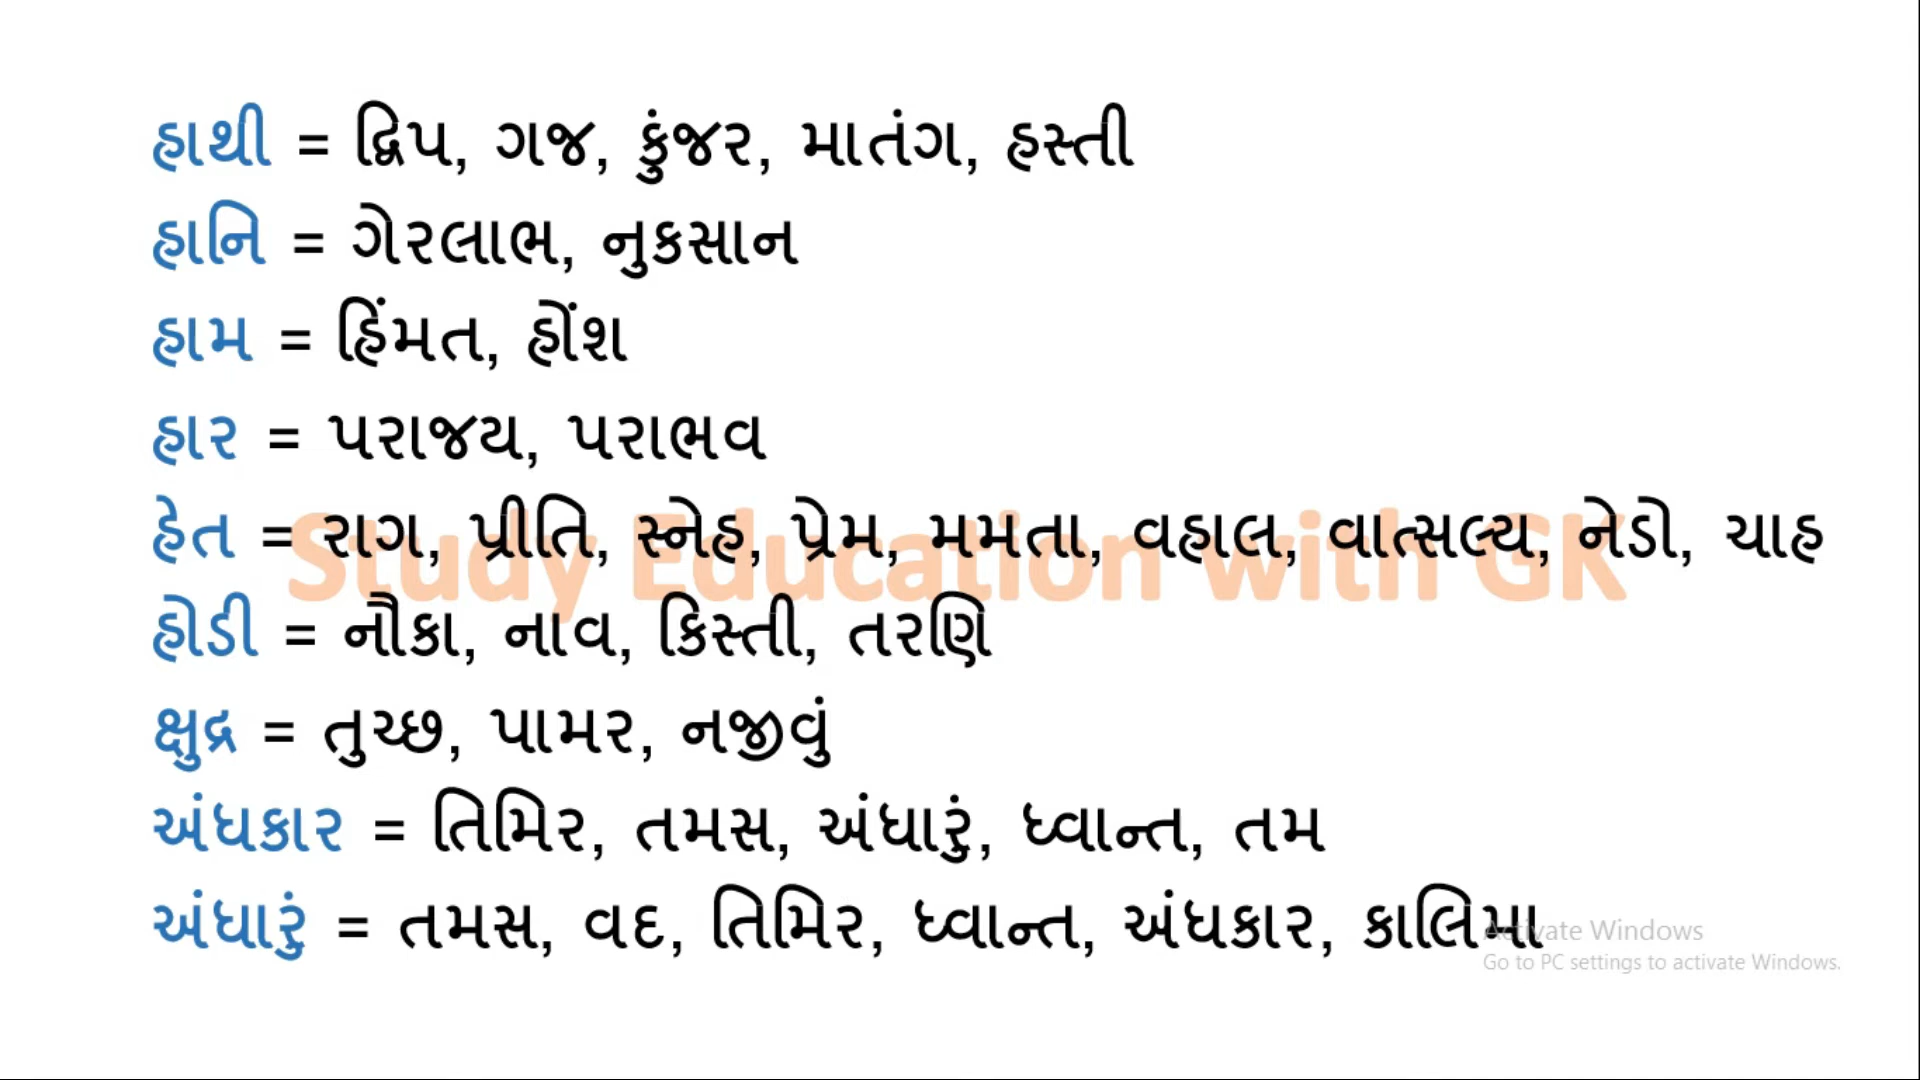 હાથી = દ્વિપ, ગજ, કુંજર, માતંગ, હસ્તી
હાનિ = ગેરલાભ, નુકસાન
હામ = હિંમત, હોંશ
હાર = પરાજય, પરાભવ
હેત = રાગ, પ્રીતિ, સ્નેહ, પ્રેમ, મમતા, વહાલ, વાત્સલ્ય, નેડો, ચાહ
Study Education with GK
હોડી = નૌકા, નાવ, કિસ્તી, તરણિ
ક્ષુદ્ર = તુચ્છ, પામર, નજીવું
અંધકાર = તિમિર, તમસ, અંધારું, ધ્વાન્ત, તમ
અંધારું = તમસ, વદ, તિમિર, ધ્વાન્ત, અંધકાર, કાલિમા
Activate Windows
Go to PC settings to activate Windows.